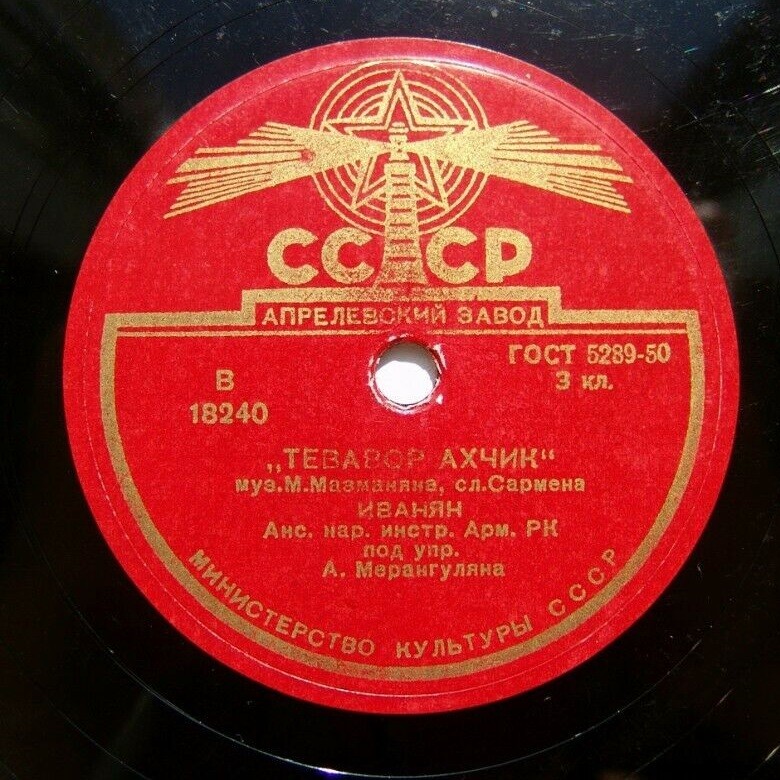 СССР
АПРЕЛЕВСКИЙ ЗАВОД
ГОСТ 5289-50
3 кл.
В
18240
„ТЕВАВОР АХЧИК“
муз.М.Мазманяна, сл.Сармена
ИВАНЯН
Анс. нар. инстр. Арм. РК
под упр.
А. Мерангуляна
МИНИСТЕРСТВО КУЛЬТУРЫ СССР